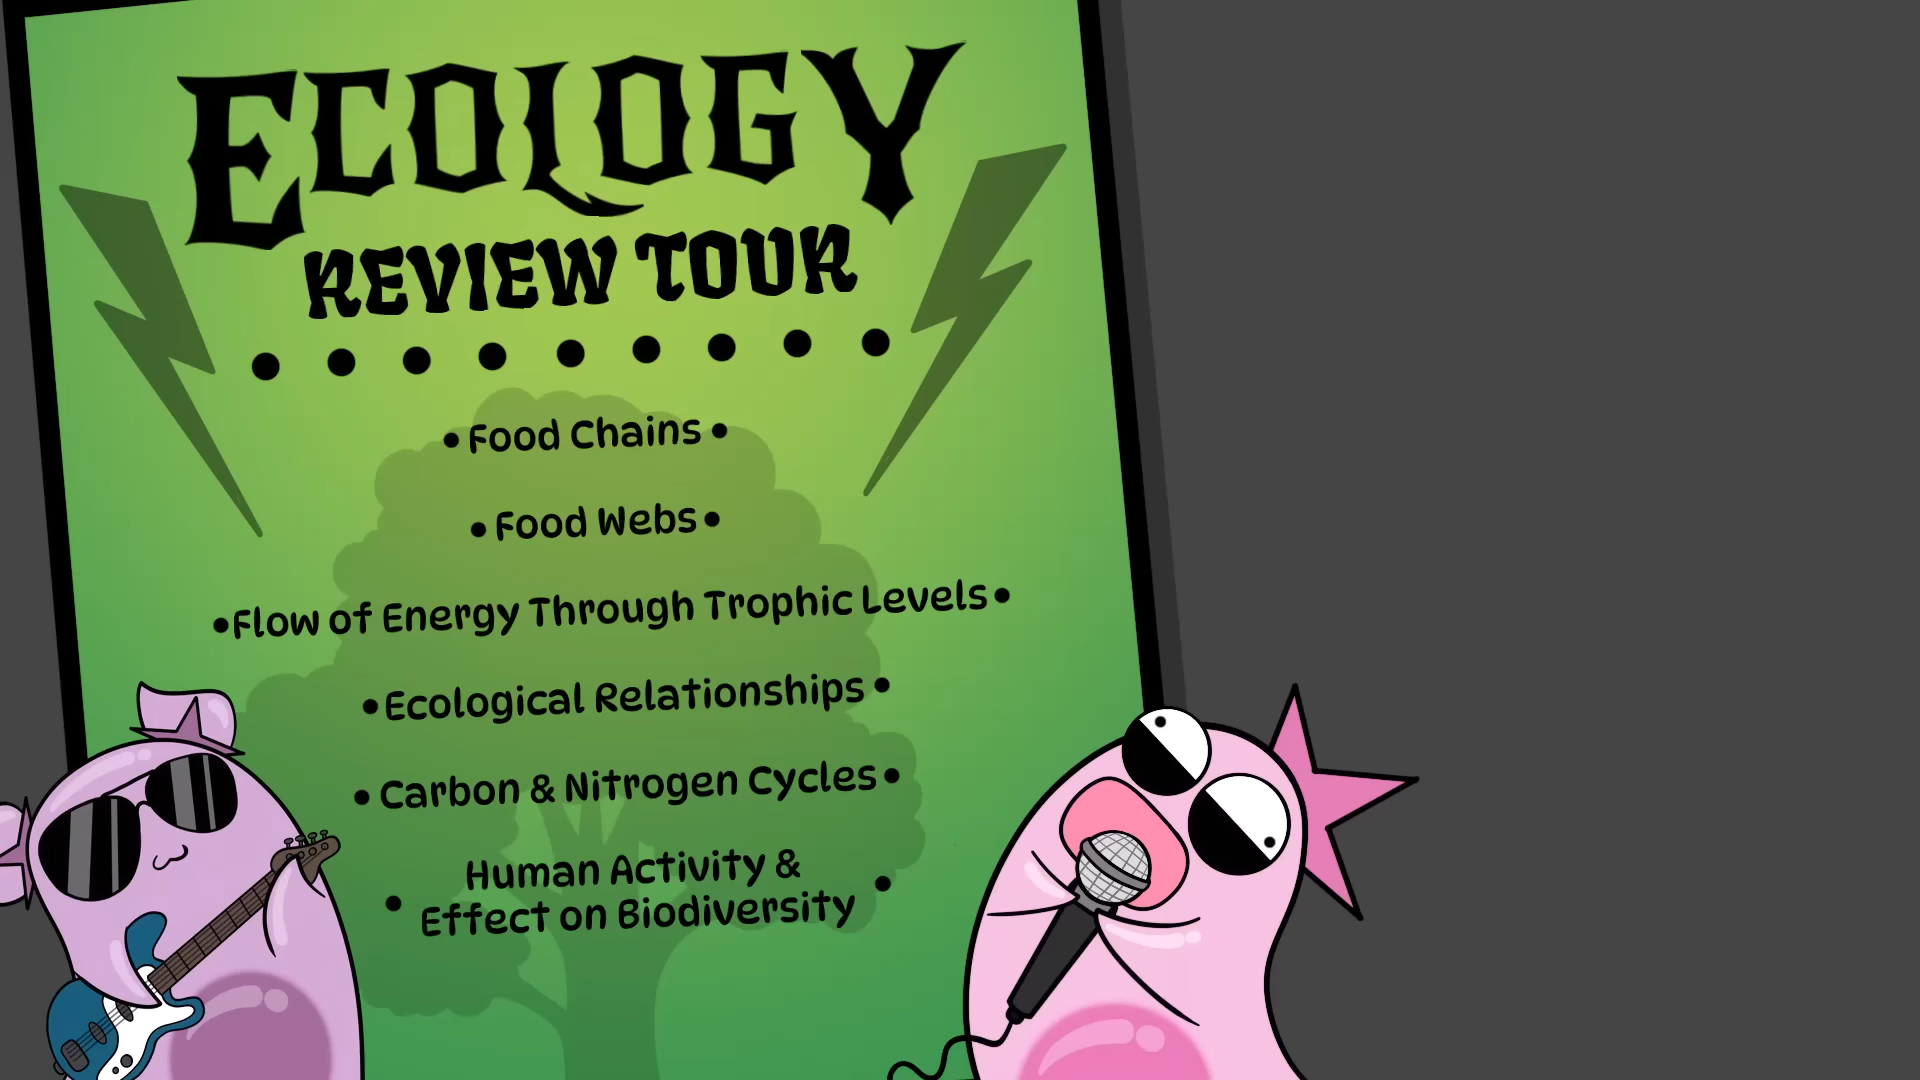 ECOLOGY
REVIEW TOUR
• Food Chains •
• Food Webs •
• Flow of Energy Through Trophic Levels •
• Ecological Relationships •
• Carbon & Nitrogen Cycles •
• Human Activity &
Effect on Biodiversity •